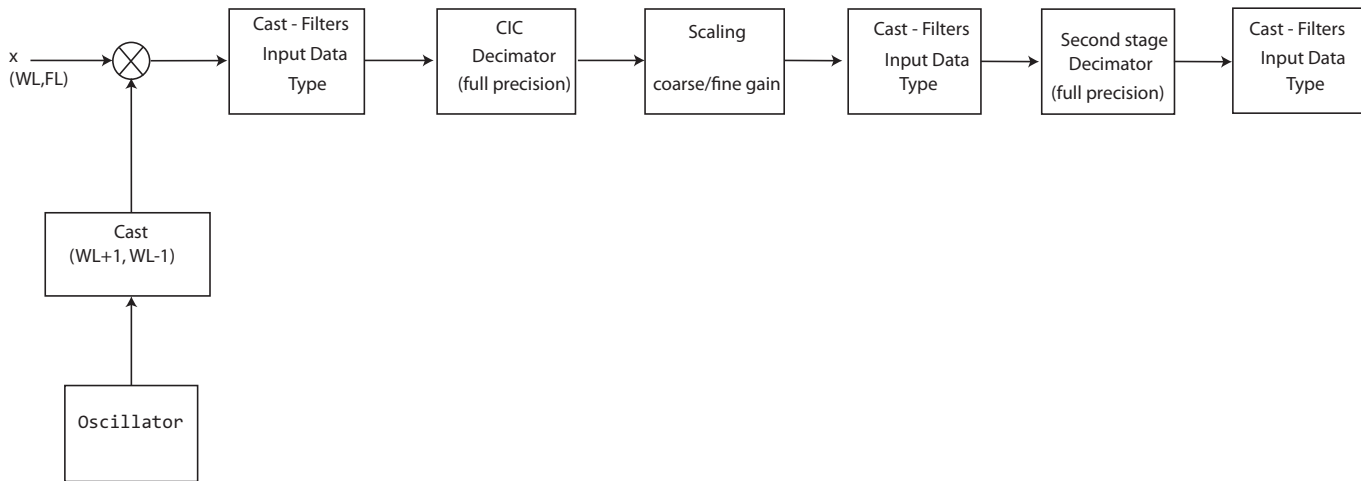 x
(WL,FL)
Cast - Filters
Input Data
Type
CIC
Decimator
(full precision)
Scaling
coarse/fine gain
Cast - Filters
Input Data
Type
Second stage
Decimator
(full precision)
Cast - Filters
Input Data
Type
Cast
(WL+1, WL-1)
Oscillator